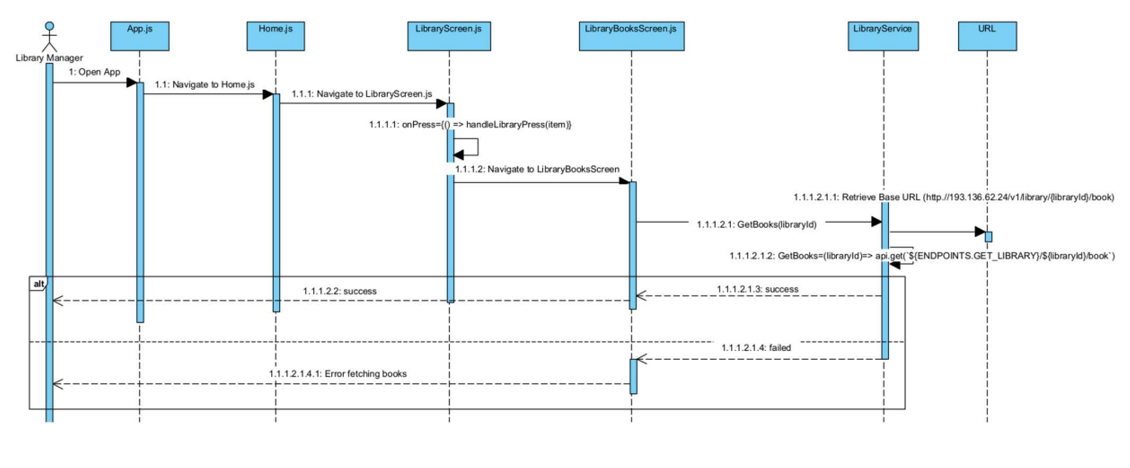 App.js
Home.js
LibraryScreen.js
LibraryBooksScreen.js
LibraryService
URL
Library Manager
1: Open App
1.1: Navigate to Home.js
1.1.1: Navigate to LibraryScreen.js
1.1.1.1: onPress={() => handleLibraryPress(item)}
1.1.1.2: Navigate to LibraryBooksScreen
1.1.1.2.1.1: Retrieve Base URL (http.//193.136.62.24/v1/library/{libraryId}/book)
1.1.1.2.1: GetBooks(libraryId)
1.1.1.2.1.2: GetBooks=(libraryId)=> api.get(`${ENDPOINTS.GET_LIBRARY}/${libraryId}/book`)
alt
1.1.1.2.2: success
1.1.1.2.1.3: success
1.1.1.2.1.4: failed
1.1.1.2.1.4.1: Error fetching books